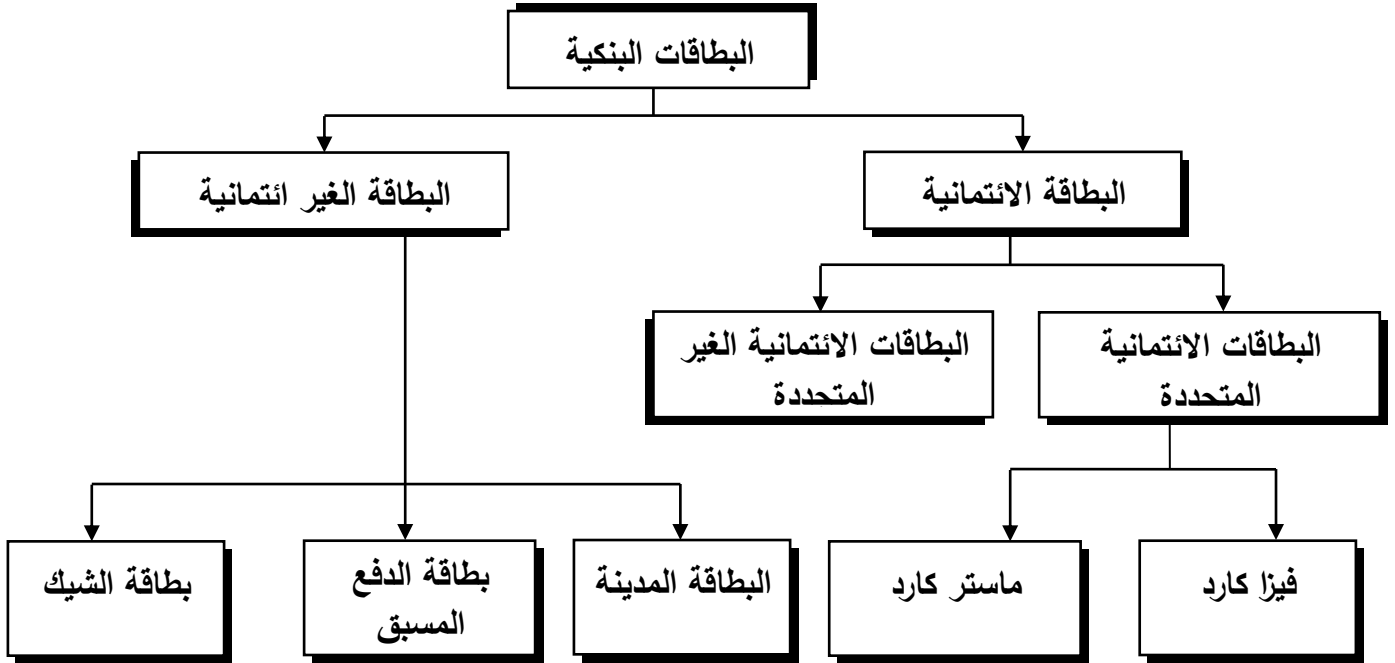 البطاقات البنكية
البطاقة الائتمانية
البطاقة الغير ائتمانية
البطاقات الائتمانية
المتحددة
البطاقات الائتمانية الغير
المتحددة
فيزا كارد
ماستر كارد
البطاقة المدينة
بطاقة الدفع
المسبق
بطاقة الشيك